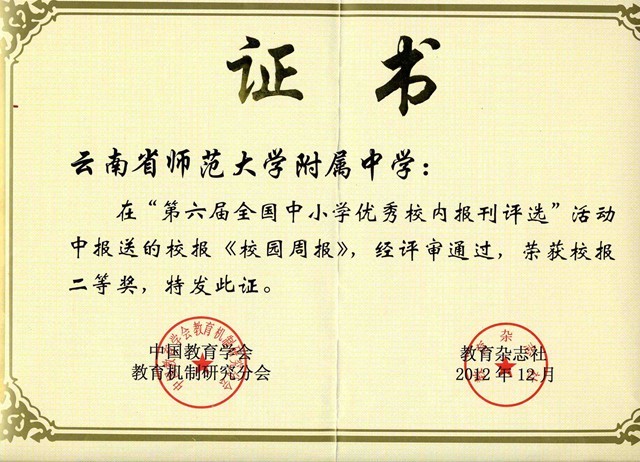 证书
云南省师范大学附属中学：
在“第六届全国中小学优秀校内报刊评选”活动
中报送的校报《校园周报》，经评审通过，荣获校报
二等奖，特发此证。
中国教育学会
教育机制研究分会
教育杂志社
2012年12月